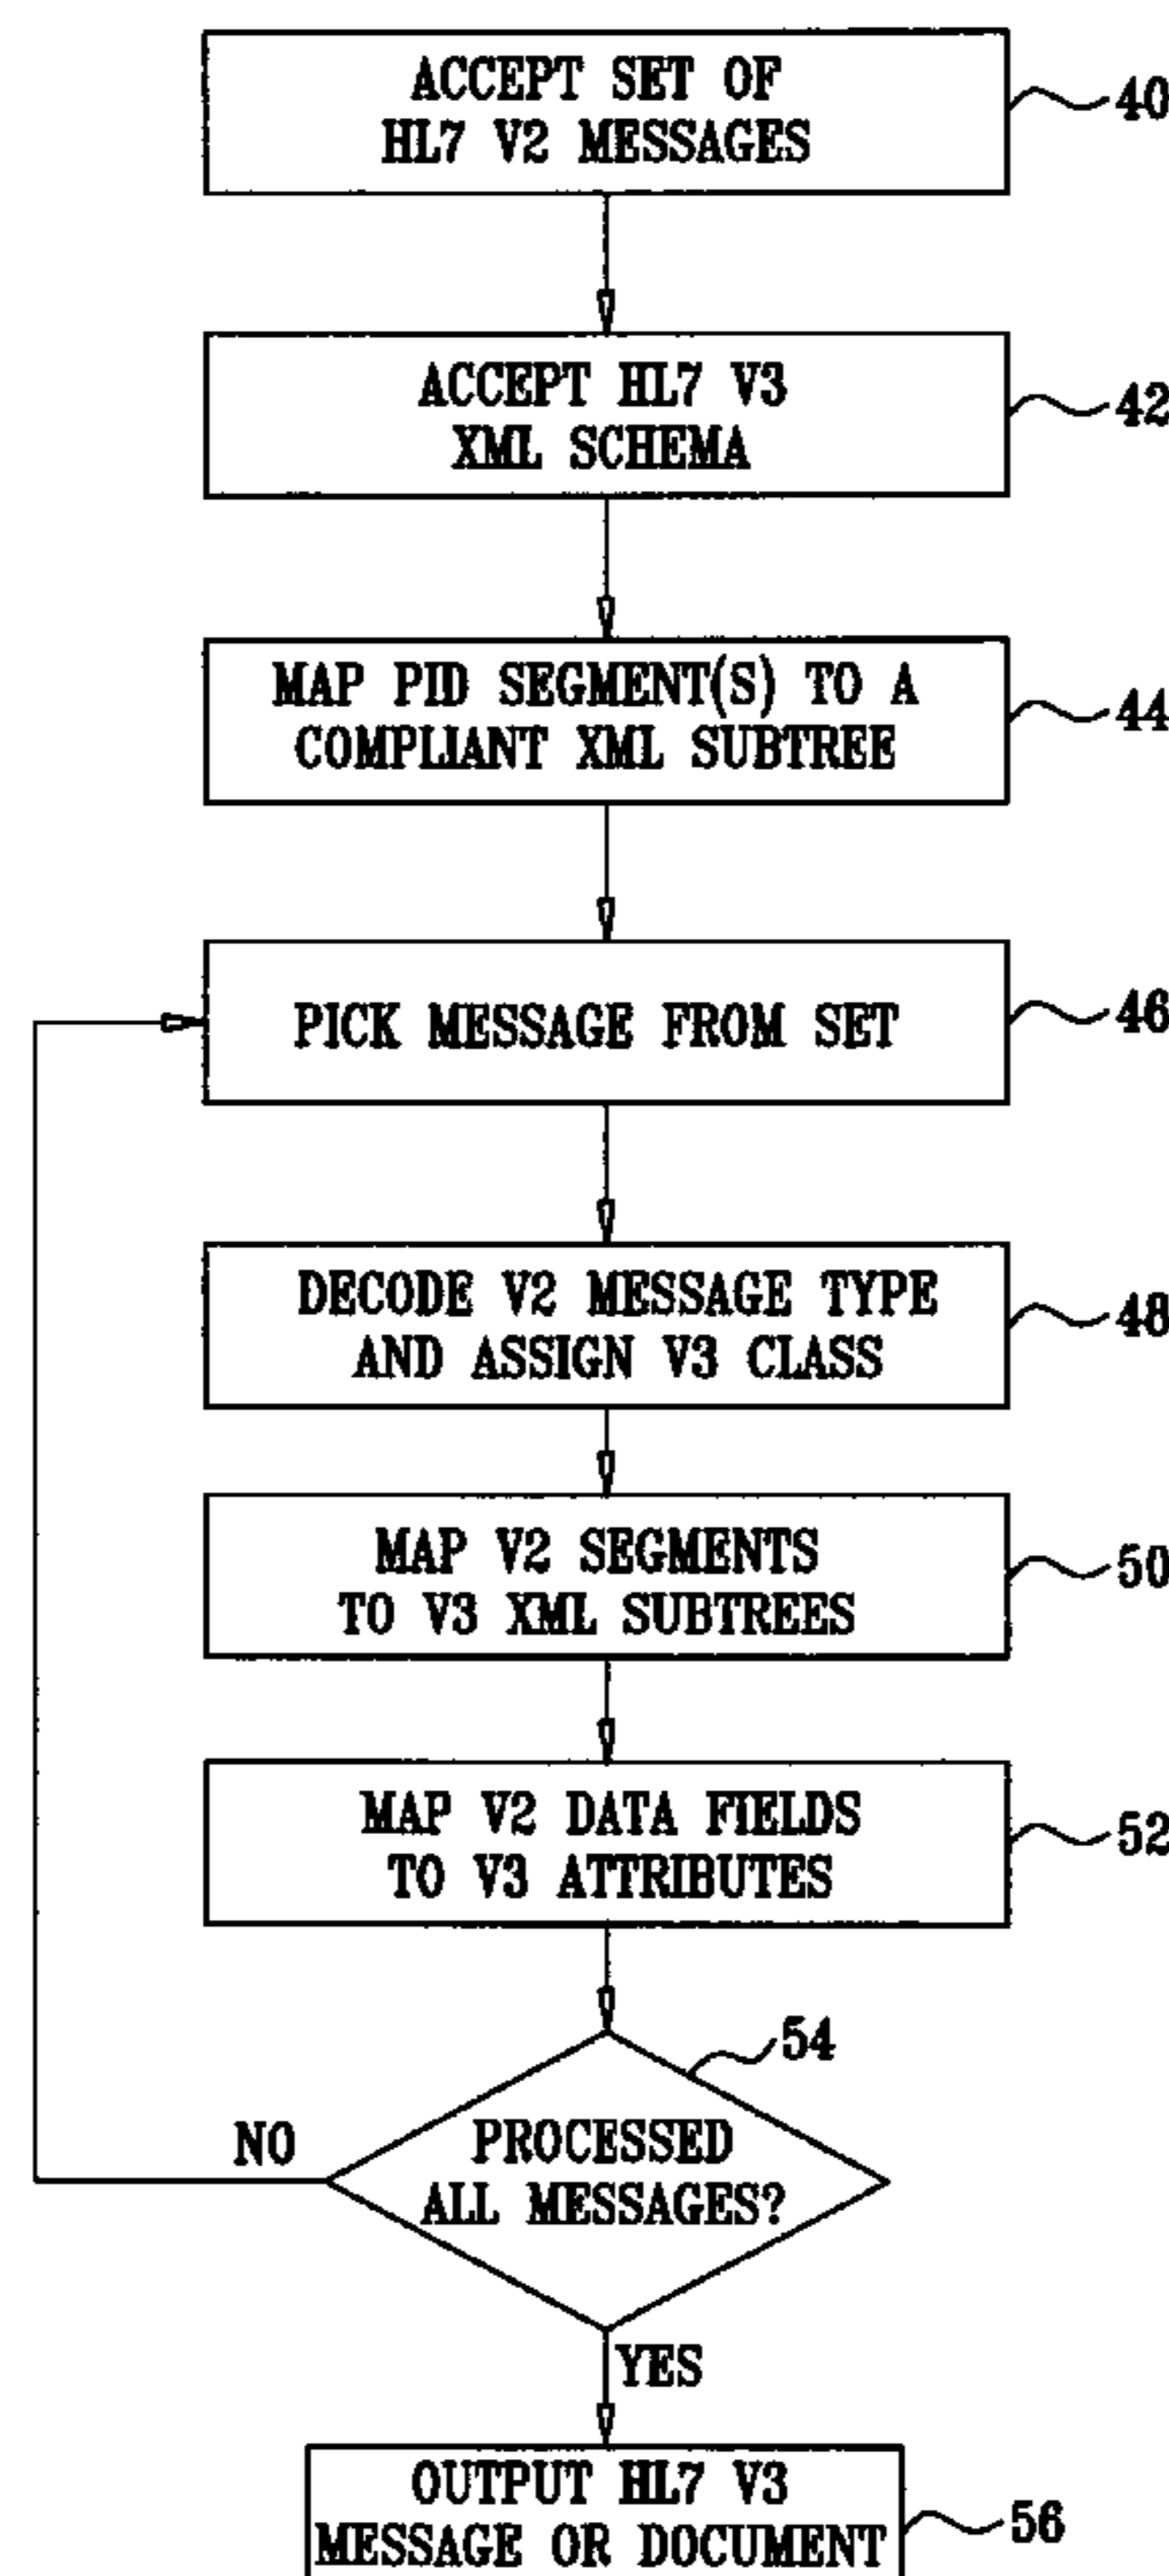 ACCEPT SET OF
HL7 V2 MESSAGES
40
ACCEPT HL7 V3
XML SCHEMA
42
MAP PID SEGMENT(S) TO A
COMPLIANT XML SUBTREE
44
PICK MESSAGE FROM SET
46
DECODE V2 MESSAGE TYPE
AND ASSIGN V3 CLASS
48
MAP V2 SEGMENTS
TO V3 XML SUBTREES
50
MAP V2 DATA FIELDS
TO V3 ATTRIBUTES
52
54
PROCESSED
ALL MESSAGES?
NO
YES
OUTPUT HL7 V3
MESSAGE OR DOCUMENT
56